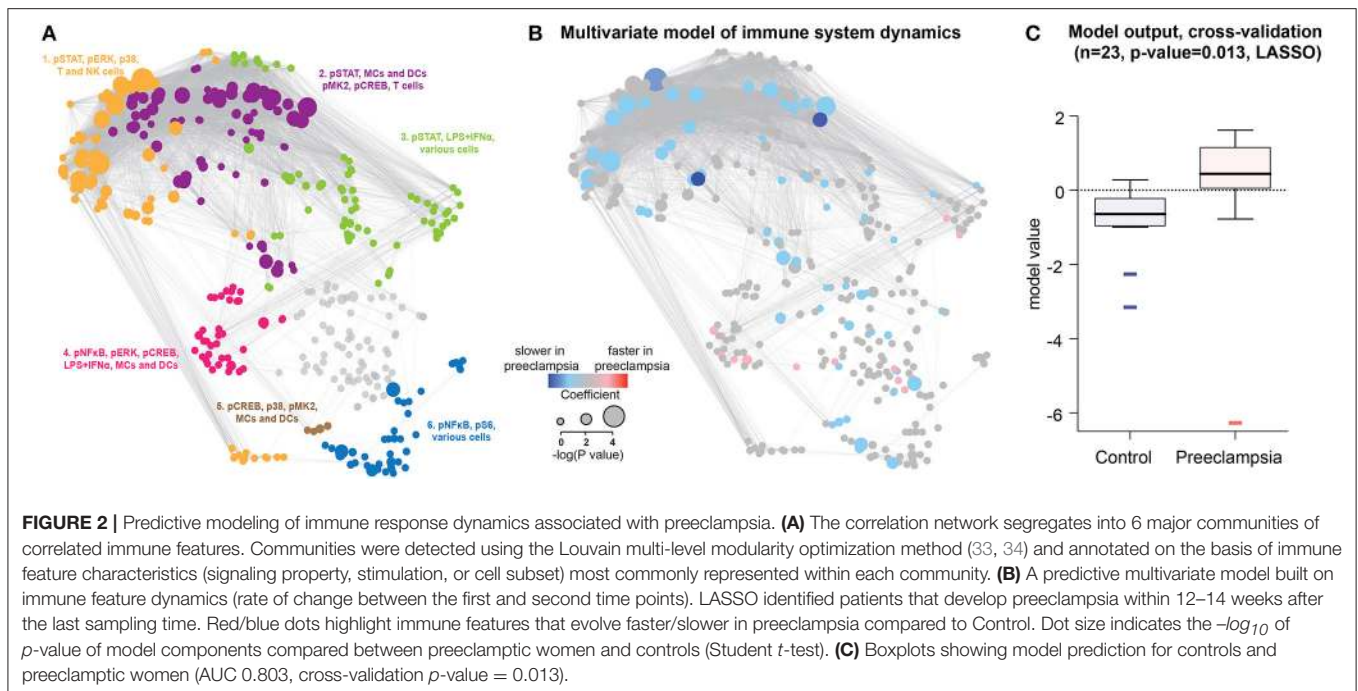 A
1. pSTAT, pERK, p38,
T and NK cells
2. pSTAT, MCs and DCs
pMK2, pCREB, T cells
3. pSTAT, LPS+IFNα,
various cells
4. pNFκB, pERK, pCREB,
LPS+IFNα, MCs and DCs
5. pCREB, p38, pMK2,
MCs and DCs
6. pNFκB, pS6,
various cells
B Multivariate model of immune system dynamics
slower in preeclampsia
faster in preeclampsia
Coefficient
0 2 4
-log(P value)
C Model output, cross-validation
(n=23, p-value=0.013, LASSO)
model value
2
0
-2
-4
-6
Control Preeclampsia
FIGURE 2 | Predictive modeling of immune response dynamics associated with preeclampsia. (A) The correlation network segregates into 6 major communities of
correlated immune features. Communities were detected using the Louvain multi-level modularity optimization method (33, 34) and annotated on the basis of immune
feature characteristics (signaling property, stimulation, or cell subset) most commonly represented within each community. (B) A predictive multivariate model built on
immune feature dynamics (rate of change between the first and second time points). LASSO identified patients that develop preeclampsia within 12–14 weeks after
the last sampling time. Red/blue dots highlight immune features that evolve faster/slower in preeclampsia compared to Control. Dot size indicates the –log10 of
p-value of model components compared between preeclamptic women and controls (Student t-test). (C) Boxplots showing model prediction for controls and
preeclamptic women (AUC 0.803, cross-validation p-value = 0.013).